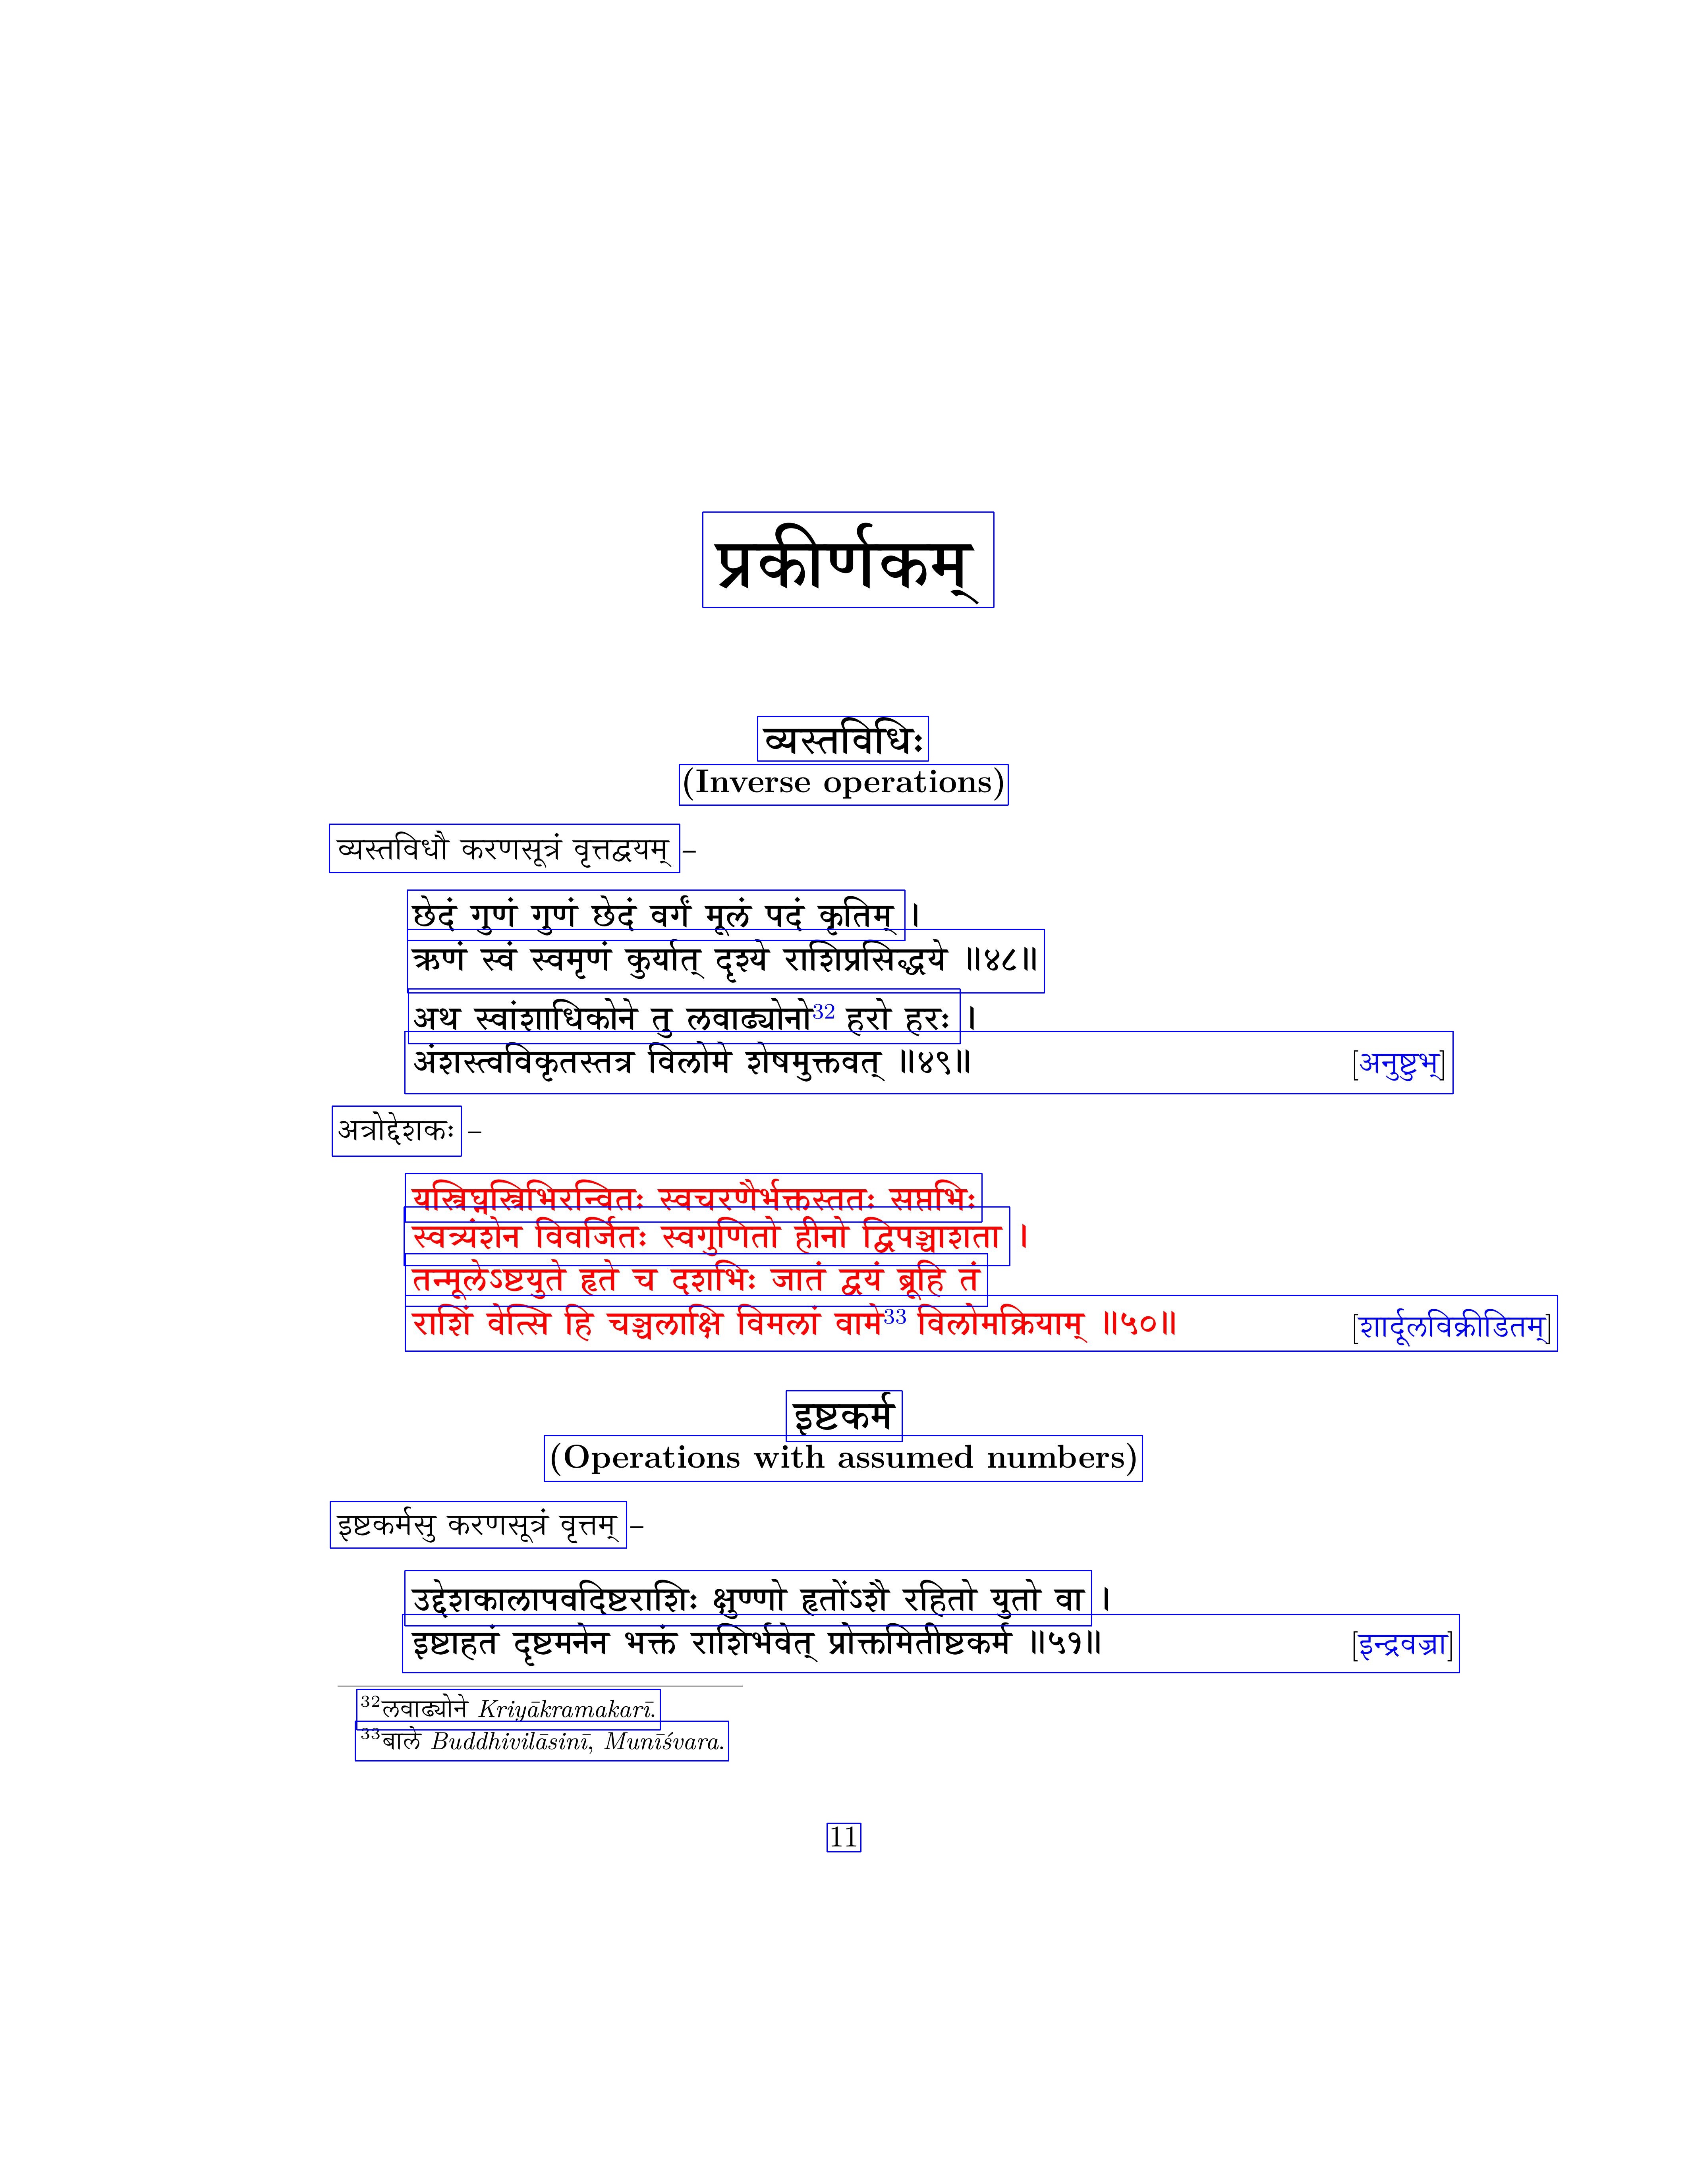 प्रकीर्णकम्
व्यस्तविधिः
(Inverse operations)
व्यस्तविधौ करणसूत्रं वृत्तद्वयम् –
छेदं गुणं गुणं छेदं वर्गं मूलं पदं कृतिम् ।
ऋणं स्वं स्वमृणं कुर्यात् दृश्ये राशिप्रसिद्धये ॥४८॥
अथ स्वांशाधिकोने तु लवाढ्योनो32 हरो हरः ।
अंशस्त्वविकृतस्तत्र विलोमे शेषमुक्तवत् ॥४९॥ [अनुष्टुभ्]
अत्रोद्देशकः –
यस्त्रिघ्नस्त्रिभिरन्वितः स्वचरणैर्भक्तस्ततः सप्तभिः
स्वत्र्यंशेन विवर्जितः स्वगुणितो हीनो द्विपञ्चाशता ।
तन्मूलेऽष्टयुते हृते च दशभिः जातं द्वयं ब्रूहि तं
राशिं वेत्सि हि चञ्चलाक्षि विमलां वामे33 विलोमक्रियाम् ॥५०॥ [शार्दूलविक्रीडितम्]
इष्टकर्म
(Operations with assumed numbers)
इष्टकर्मसु करणसूत्रं वृत्तम् –
उद्देशकालापवदिष्टराशिः क्षुण्णो हृतोंऽशै रहितो युतो वा ।
इष्टाहतं दृष्टमनेन भक्तं राशिर्भवेत् प्रोक्तमितीष्टकर्म ॥५१॥ [इन्द्रवज्रा]
32लवाढ्योने Kriyākramakarī.
33बाले Buddhivilāsinī, Munīśvara.
11